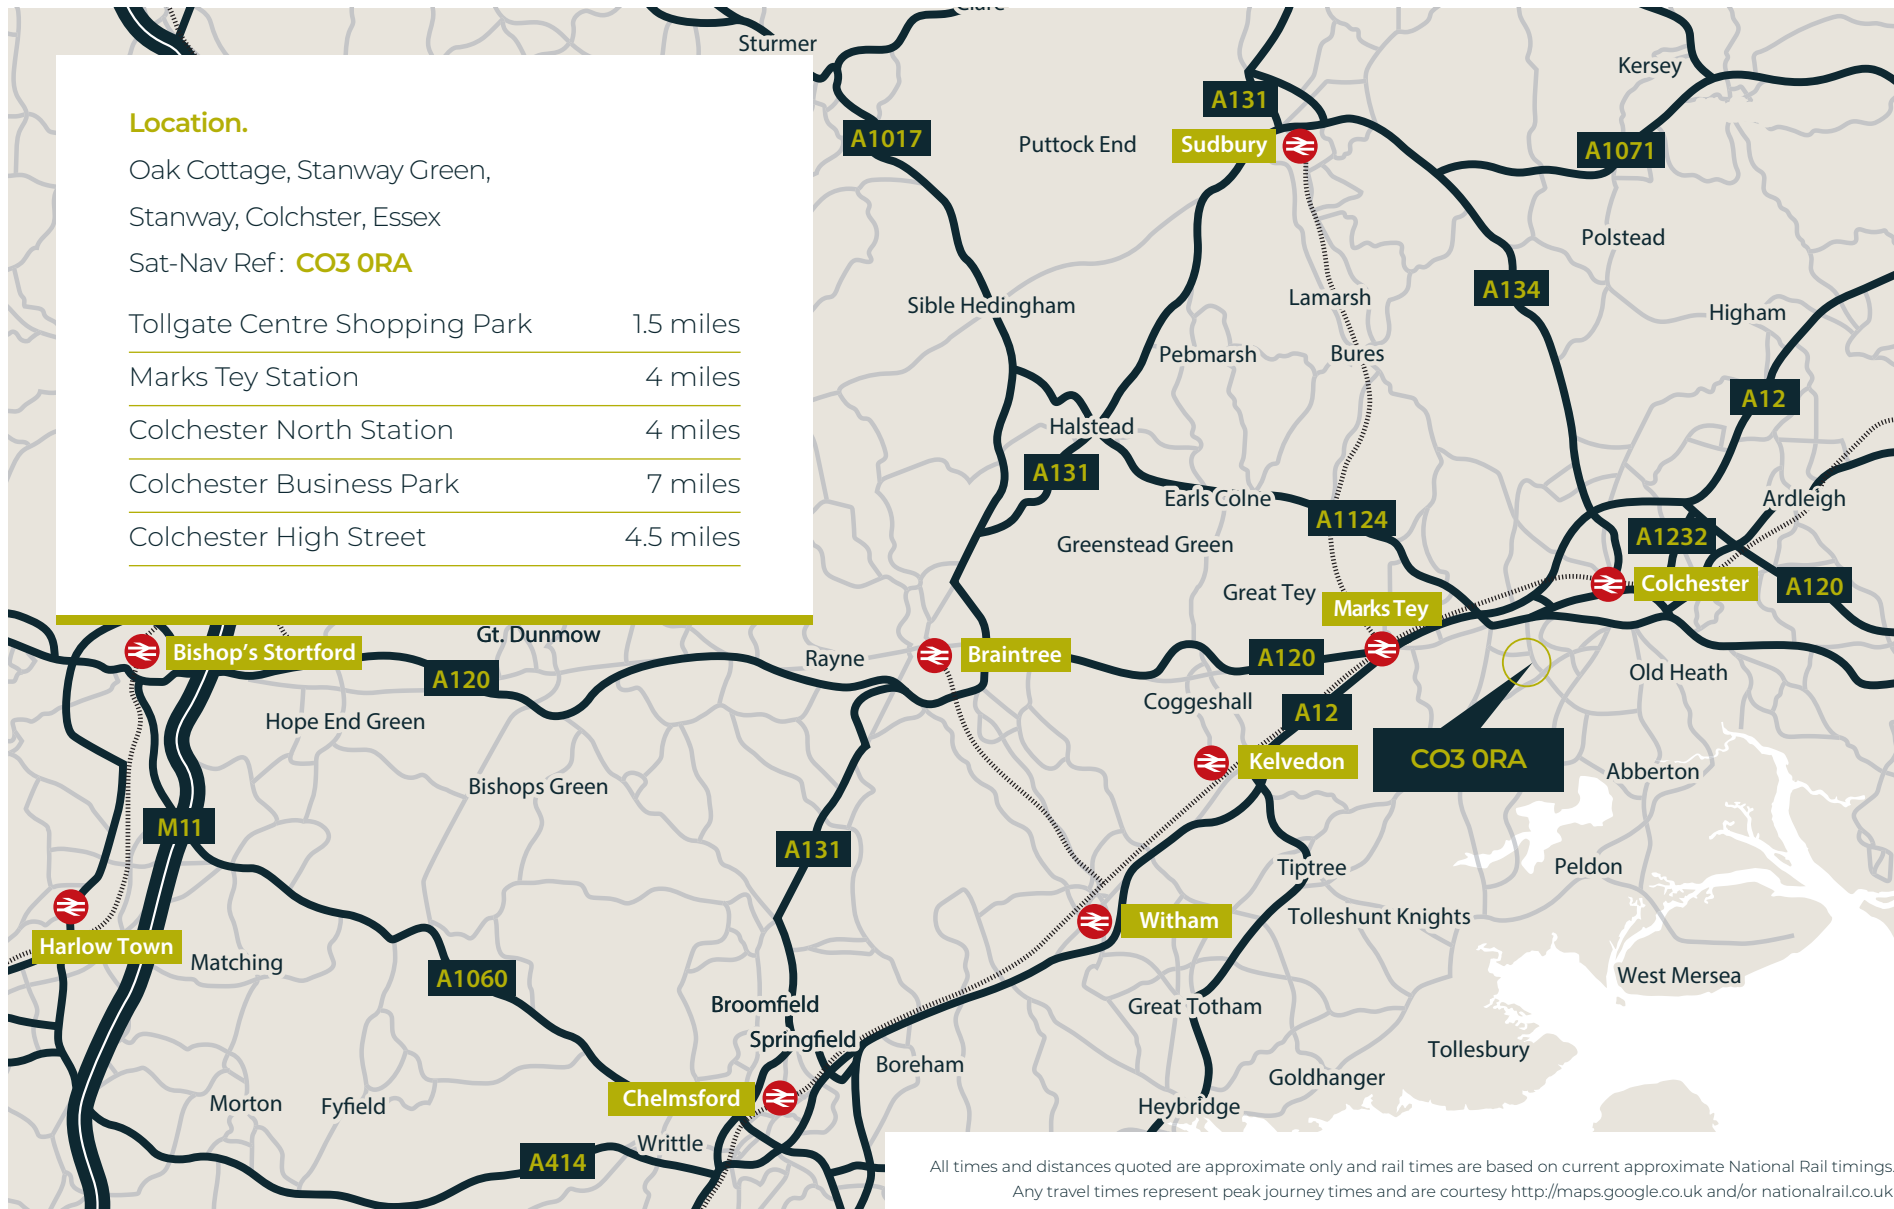 Clare
Sturmer
Kersey
A131
A1017
Puttock End
Sudbury
A1071
Location.
Oak Cottage, Stanway Green,
Stanway, Colchster, Essex
Sat-Nav Ref: CO3 0RA
Tollgate Centre Shopping Park 1.5 miles
Marks Tey Station 4 miles
Colchester North Station 4 miles
Colchester Business Park 7 miles
Colchester High Street 4.5 miles
Polstead
Sible Hedingham
Lamarsh
A134
Higham
Pebmarsh
Bures
A12
Halstead
A131
Earls Colne
A1124
Ardleigh
Greenstead Green
A1232
Great Tey
Marks Tey
Colchester
A120
Gt. Dunmow
Bishop's Stortford
A120
Rayne
Braintree
A120
Old Heath
Coggeshall
A12
Hope End Green
Kelvedon
CO3 0RA
Abberton
Bishops Green
M11
A131
Tiptree
Peldon
Harlow Town
Matching
Witham
Tolleshunt Knights
A1060
West Mersea
Broomfield
Great Totham
Springfield
Boreham
Tollesbury
Goldhanger
Morton
Fyfield
Chelmsford
Heybridge
Writtle
A414
All times and distances quoted are approximate only and rail times are based on current approximate National Rail timings.
Any travel times represent peak journey times and are courtesy http://maps.google.co.uk and/or nationalrail.co.uk